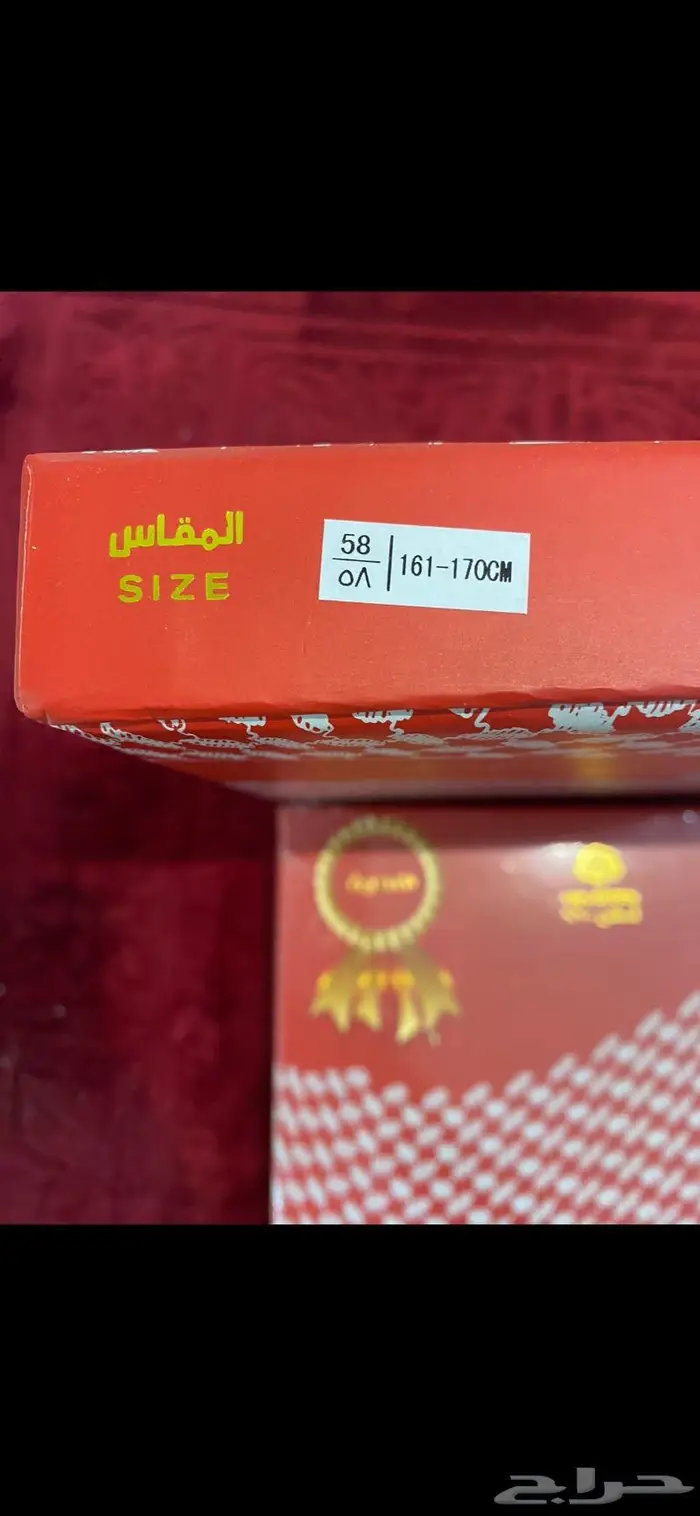 المقاس
SIZE
58
٥٨
161-170CM
حراج